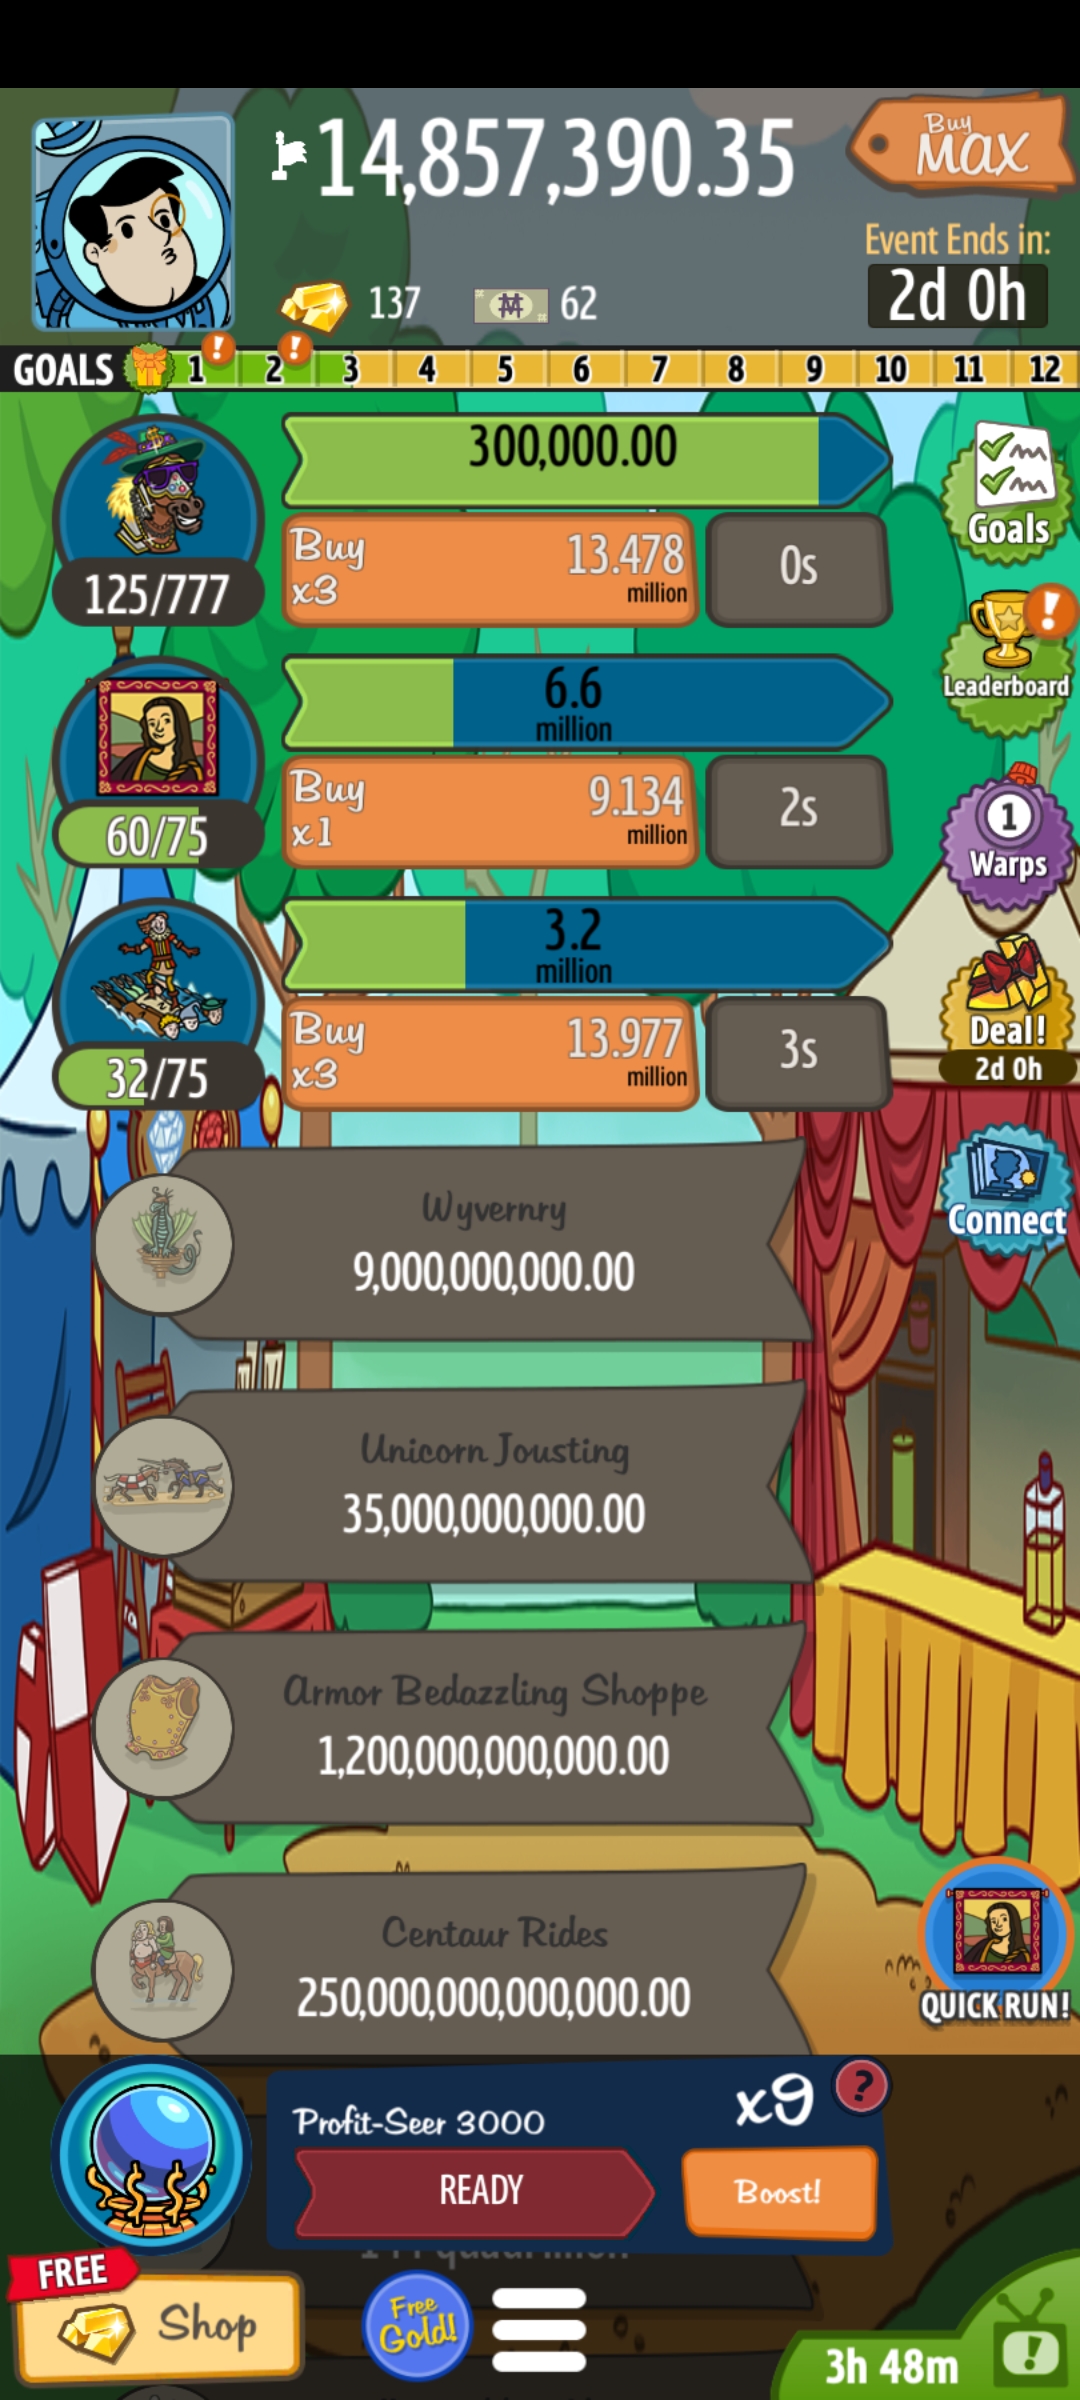 14,857,390.35
Buy
MAX
Event Ends in:
2d 0h
137
62
GOALS 1 ! 2 ! 3 4 5 6 7 8 9 10 11 12
300,000.00
Buy
x3
13.478
million
0s
125/777
Goals
6.6
million
Buy
x1
9.134
million
2s
60/75
!
Leaderboard
1
Warps
3.2
million
Buy
x3
13.977
million
3s
32/75
Deal!
2d 0h
Wyvernry
9,000,000,000.00
Connect
Unicorn Jousting
35,000,000,000.00
Armor Bedazzling Shoppe
1,200,000,000,000.00
Centaur Rides
250,000,000,000,000.00
QUICK RUN!
Profit-Seer 3000
x9
?
READY
Boost!
FREE
Shop
Free
Gold!
3h 48m
!